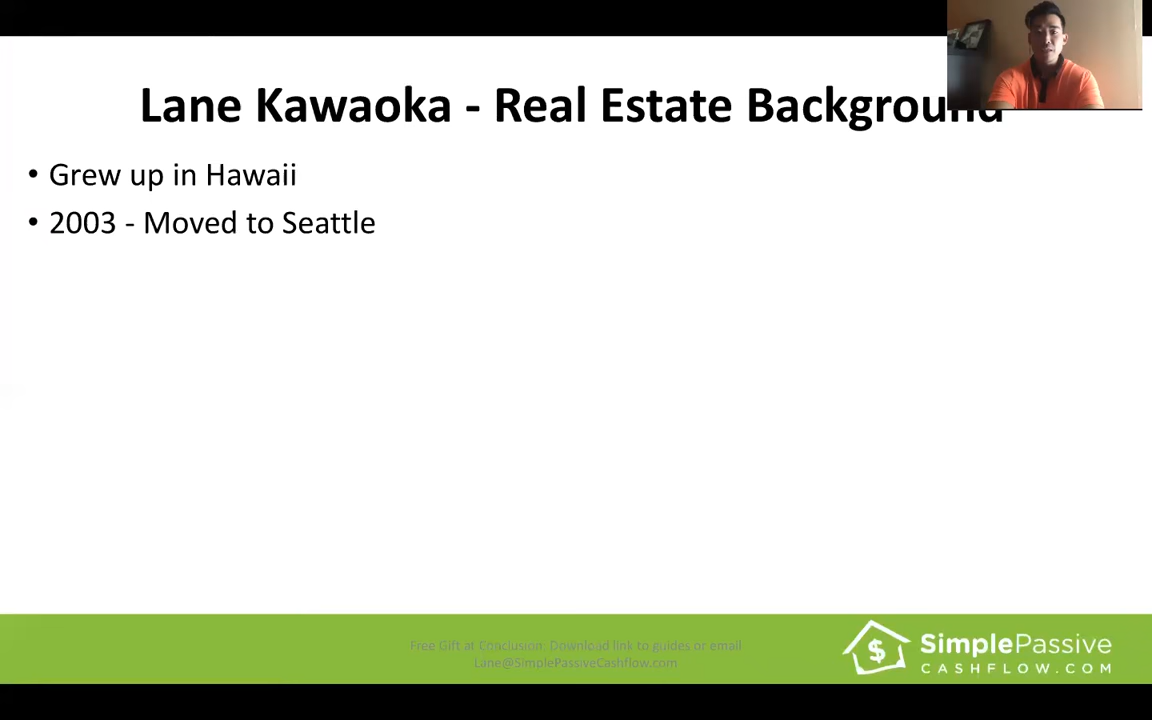 Lane Kawaoka - Real Estate Background
• Grew up in Hawaii
• 2003 - Moved to Seattle
Free Gift at Conclusion: Download link to guides or email
Lane@SimplePassiveCashflow.com
$
SimplePassive
CASHFLOW.COM